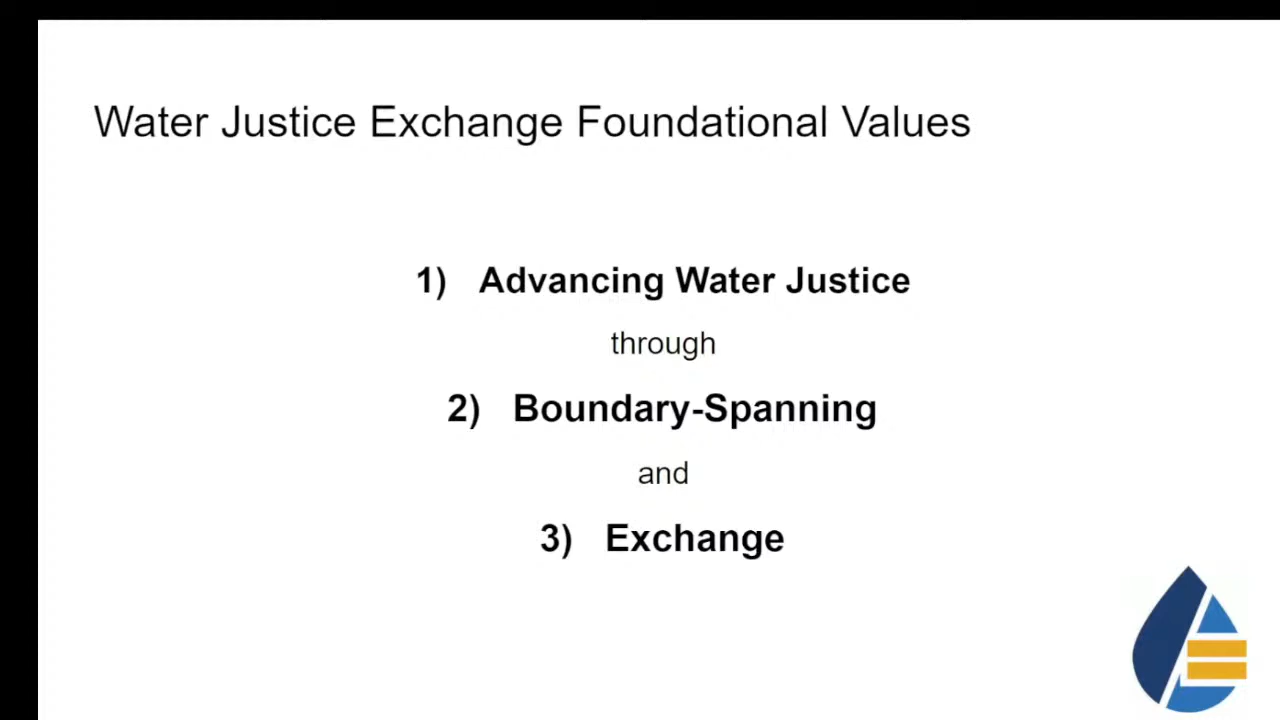 Water Justice Exchange Foundational Values
1) Advancing Water Justice
through
2) Boundary-Spanning
and
3) Exchange